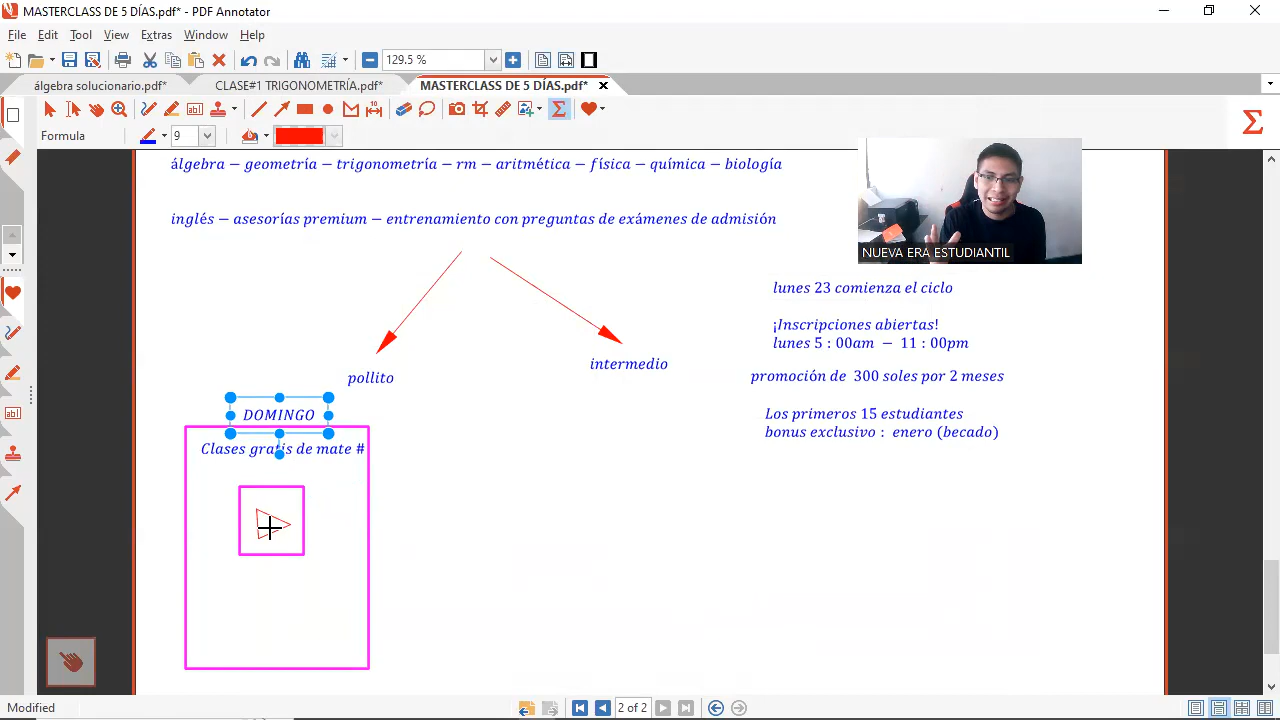 MASTERCLASS DE 5 DÍAS.pdf* - PDF Annotator
File Edit Tool View Extras Window Help
129.5 %
álgebra solucionario.pdf* CLASE#1 TRIGONOMETRÍA.pdf* MASTERCLASS DE 5 DÍAS.pdf*
Formula 9
álgebra – geometría – trigonometría – rm – aritmética – física – química – biología
inglés – asesorías premium – entrenamiento con preguntas de exámenes de admisión
NUEVA ERA ESTUDIANTIL
lunes 23 comienza el ciclo
¡Inscripciones abiertas!
lunes 5 : 00am – 11 : 00pm
intermedio
pollito
promoción de 300 soles por 2 meses
DOMINGO
Los primeros 15 estudiantes
bonus exclusivo : enero (becado)
Clases gratis de mate #
Modified
2 of 2